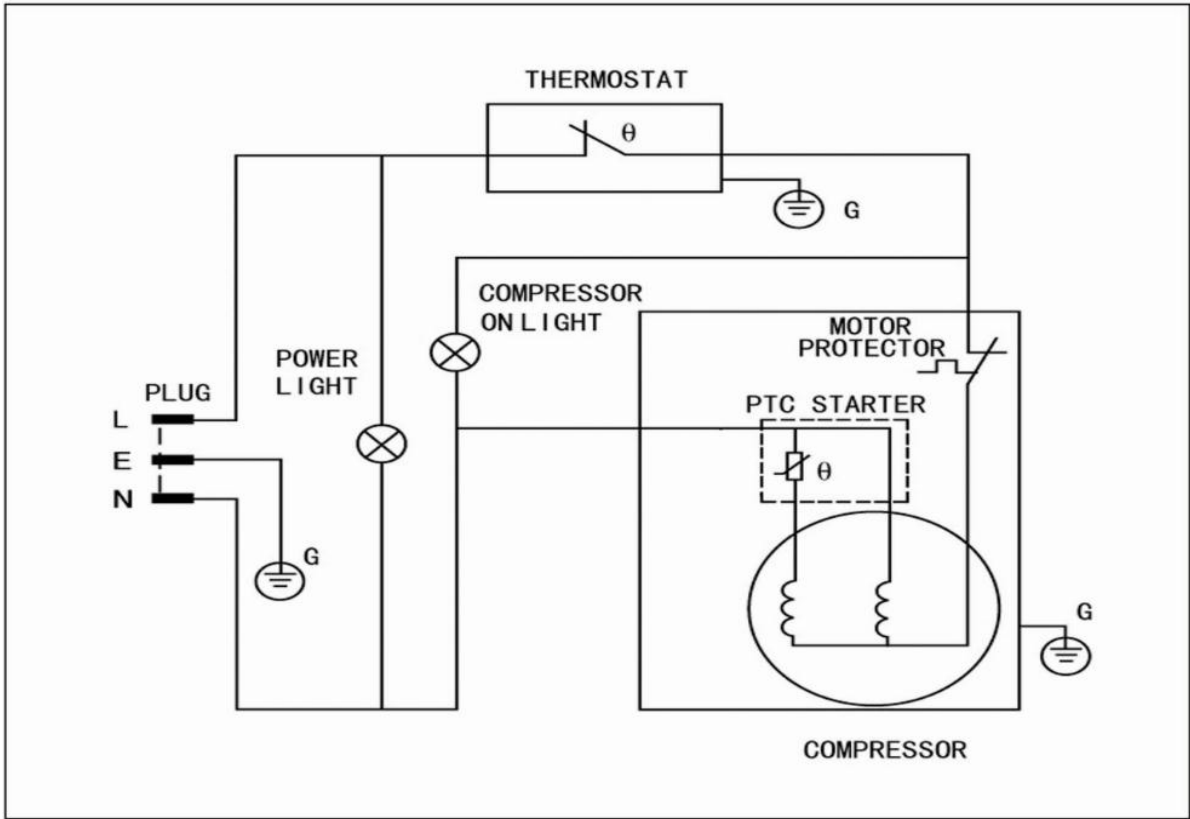 THERMOSTAT
θ
G
COMPRESSOR
ON LIGHT
MOTOR
PROTECTOR
POWER
LIGHT
PLUG
PTC STARTER
L
E
N
θ
G
G
COMPRESSOR